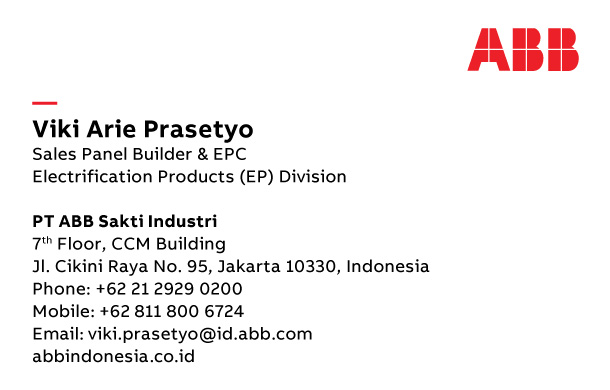 ABB
Viki Arie Prasetyo
Sales Panel Builder & EPC
Electrification Products (EP) Division
PT ABB Sakti Industri
7th Floor, CCM Building
Jl. Cikini Raya No. 95, Jakarta 10330, Indonesia
Phone: +62 21 2929 0200
Mobile: +62 811 800 6724
Email: viki.prasetyo@id.abb.com
abbindonesia.co.id